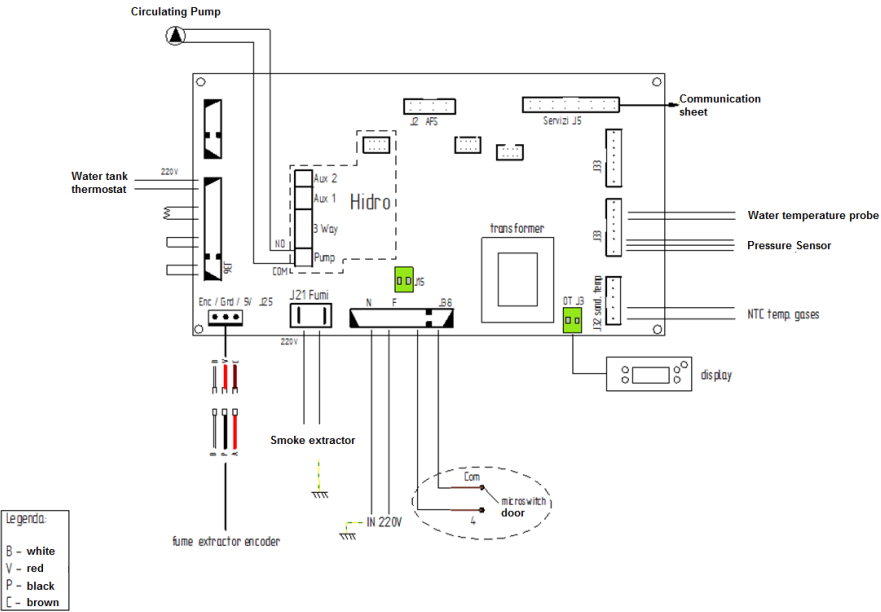 Circulating Pump
Communication
sheet
J2 AFS
Servizi J5
J33
220V
Water tank
thermostat
Aux 2
Aux 1
Hidro
3 Way
NO
Pump
COM
transformer
J33
Water temperature probe
Pressure Sensor
J15
Enc / Grd / 5V J25
J21 Fumi
N F J36
OT J3
J32 sond. temp
NTC temp. gases
220V
B V C
display
Smoke extractor
B P A
Com
microswitch
door
4
IN 220V
fume extractor encoder
Legenda:
B - white
V - red
P - black
C - brown